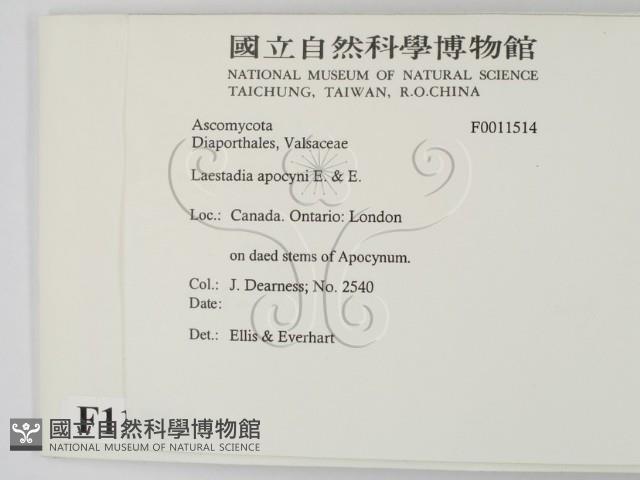 國立自然科學博物館
NATIONAL MUSEUM OF NATURAL SCIENCE
TAICHUNG, TAIWAN, R.O.CHINA
Ascomycota F0011514
Diaporthales, Valsaceae
Laestadia apocyni E. & E.
Loc.: Canada. Ontario: London
on daed stems of Apocynum.
Col.: J. Dearness; No. 2540
Date:
Det.: Ellis & Everhart
F1
國立自然科學博物館
NATIONAL MUSEUM OF NATURAL SCIENCE